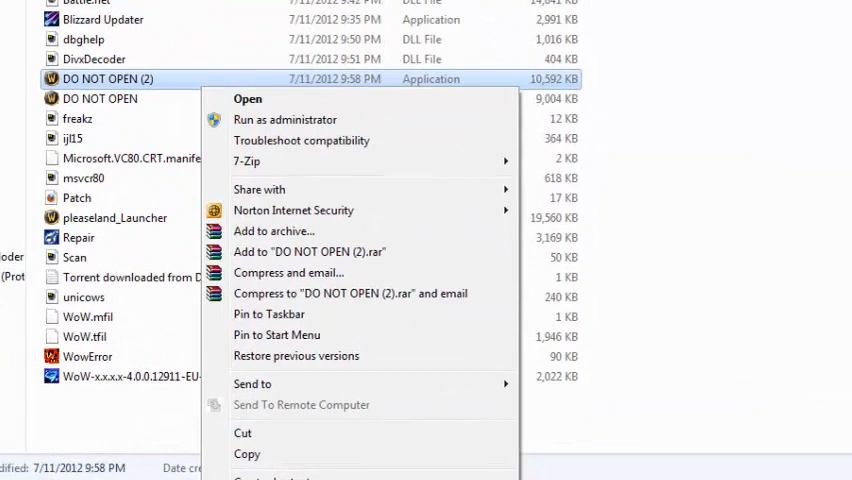 Battle.net 14,841 KB
Blizzard Updater 7/11/2012 9:35 PM Application 2,991 KB
dbghelp 7/11/2012 9:50 PM DLL File 1,016 KB
DivxDecoder 7/11/2012 9:51 PM DLL File 404 KB
DO NOT OPEN (2) 7/11/2012 9:58 PM Application 10,592 KB
DO NOT OPEN 9,004 KB
freakz 12 KB
ijl15 364 KB
Microsoft.VC80.CRT.manife 2 KB
msvcr80 618 KB
Patch 17 KB
pleaseland_Launcher 19,560 KB
Repair 3,169 KB
oder Scan 50 KB
(Prot Torrent downloaded from D 1 KB
unicows 240 KB
WoW.mfil 1 KB
WoW.tfil 1,946 KB
WowError 90 KB
WoW-x.x.x.x-4.0.0.12911-EU- 2,022 KB
Open
Run as administrator
Troubleshoot compatibility
7-Zip
Share with
Norton Internet Security
Add to archive...
Add to "DO NOT OPEN (2).rar"
Compress and email...
Compress to "DO NOT OPEN (2).rar" and email
Pin to Taskbar
Pin to Start Menu
Restore previous versions
Send to
Send To Remote Computer
Cut
Copy
dified: 7/11/2012 9:58 PM Date cre